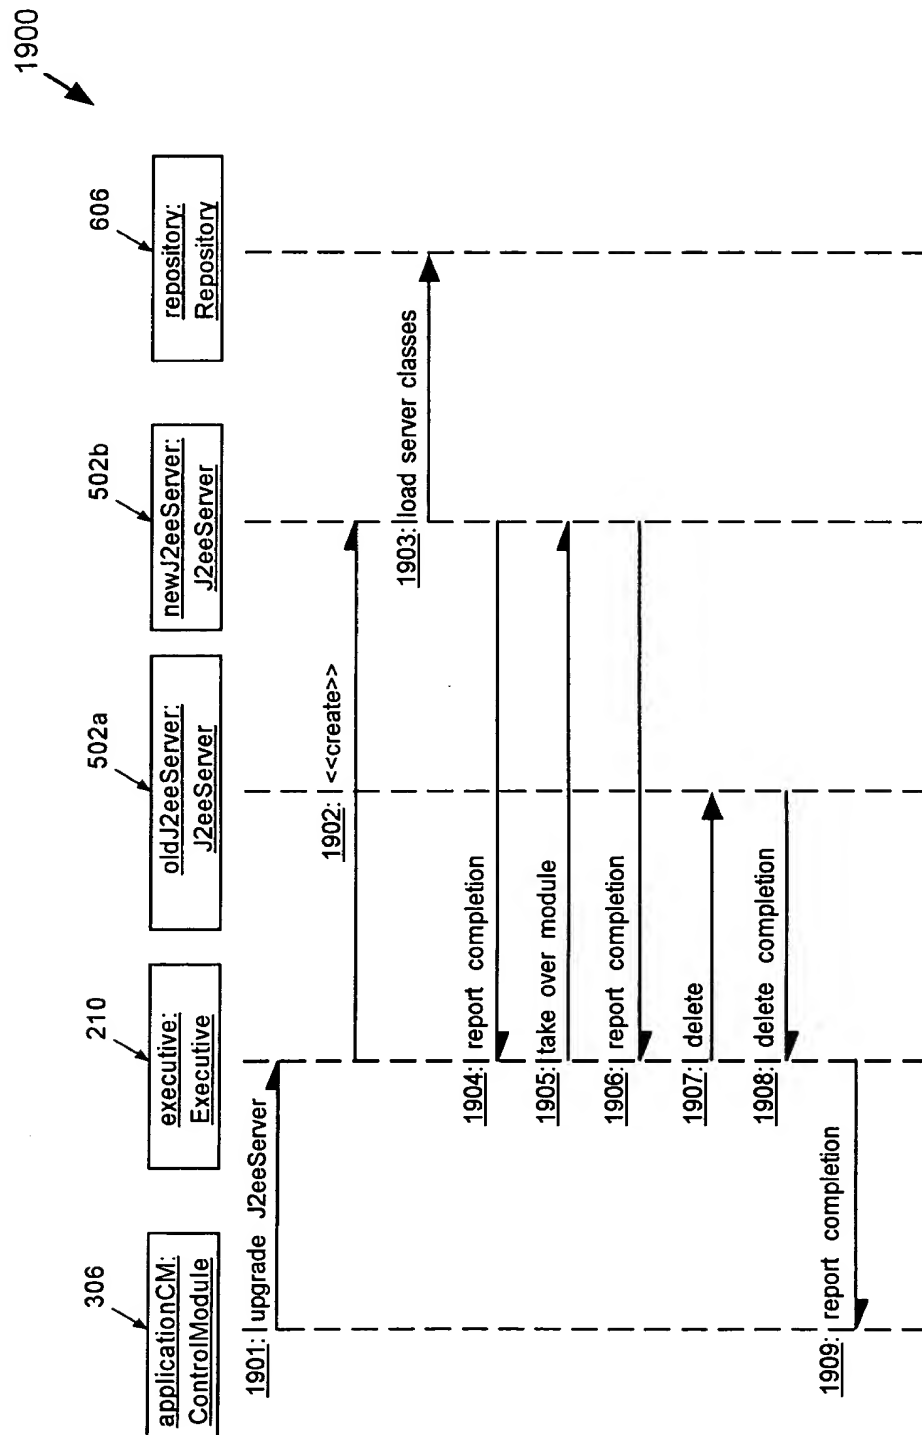 1900
306
210
502a
502b
606
applicationCM:
ControlModule
executive:
Executive
oldJ2eeServer:
J2eeServer
newJ2eeServer:
J2eeServer
repository:
Repository
1901: upgrade J2eeServer
1902: <<create>>
1903: load server classes
1904: report completion
1905: take over module
1906: report completion
1907: delete
1908: delete completion
1909: report completion